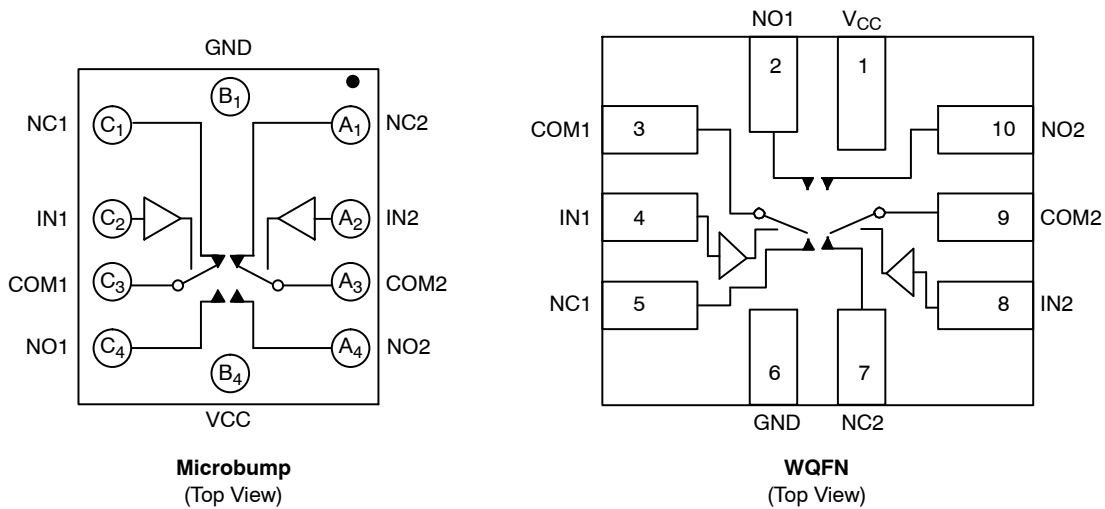 GND
B1
NC1 C1 A1 NC2
IN1 C2 A2 IN2
COM1 C3 A3 COM2
NO1 C4 A4 NO2
B4
VCC
Microbump
(Top View)
NO1 VCC
2 1
COM1 3 10 NO2
IN1 4 9 COM2
NC1 5 8 IN2
6 7
GND NC2
WQFN
(Top View)